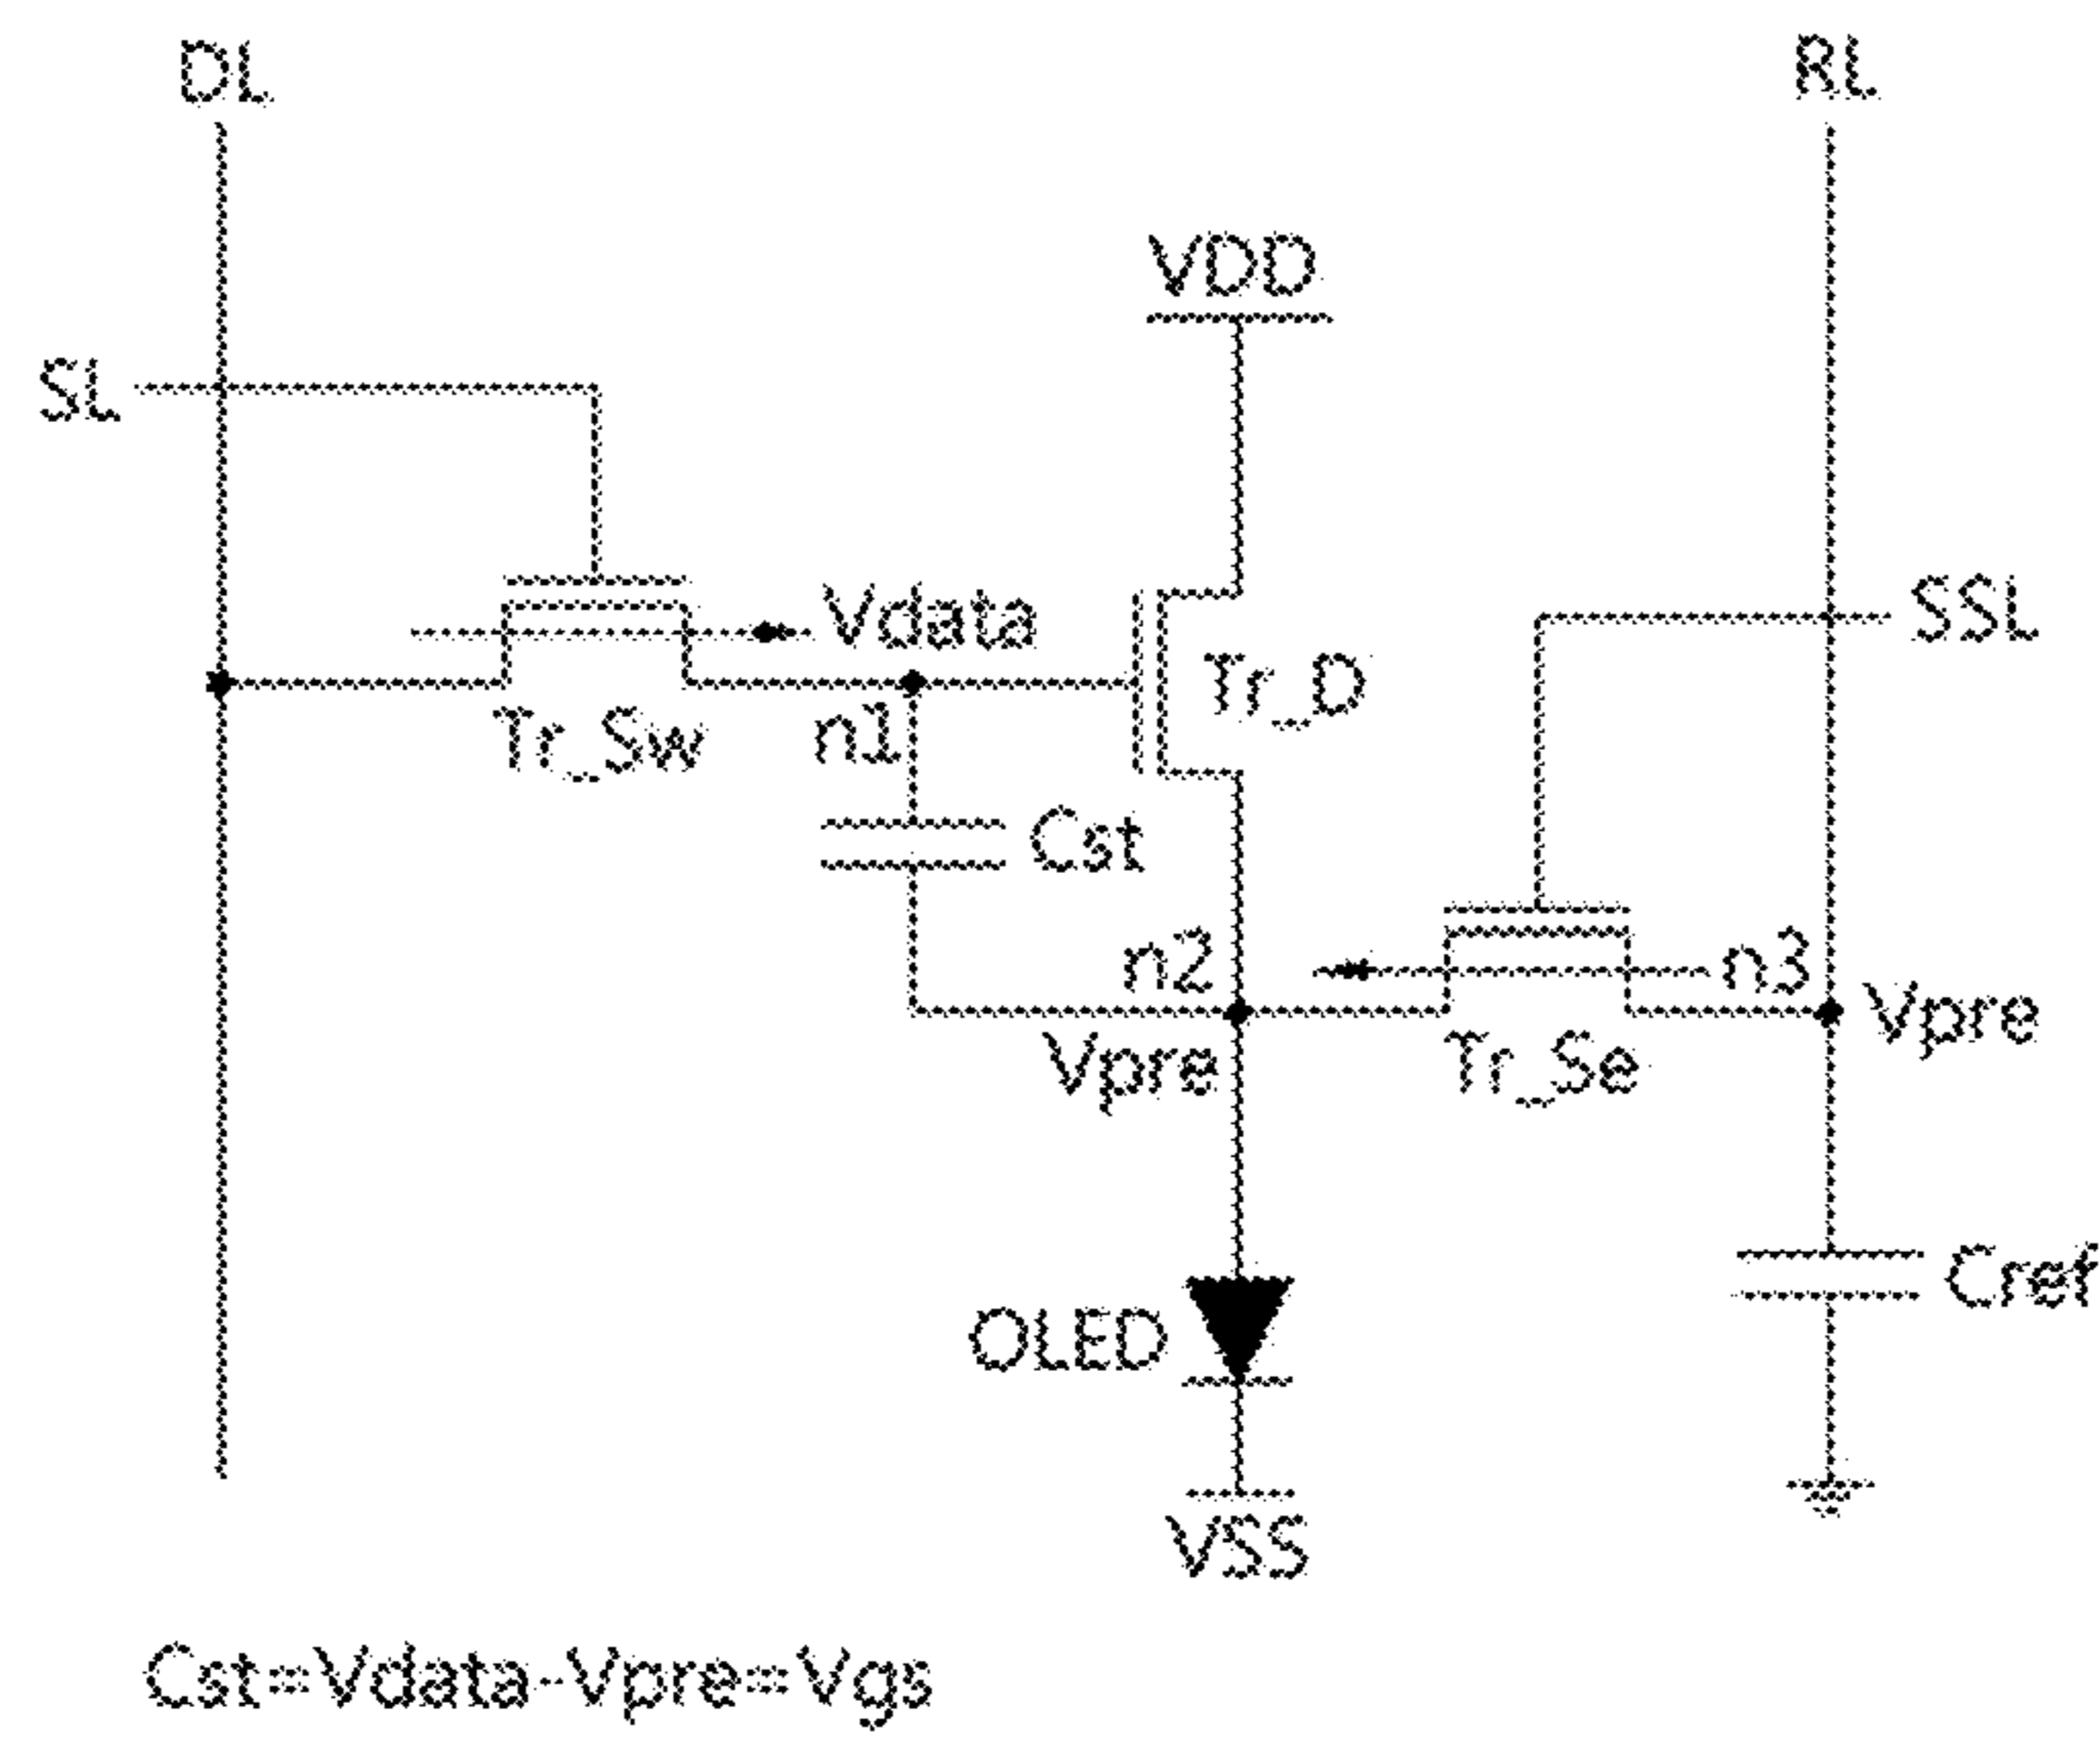 DL
RL
VDD
SL
Vdata
SSL
Tr_D
Tr_Sw
n1
Cst
n2
n3
Vpre
Vpre
Tr_Se
Cref
OLED
VSS
Cst=Vdata-Vpre=Vgs